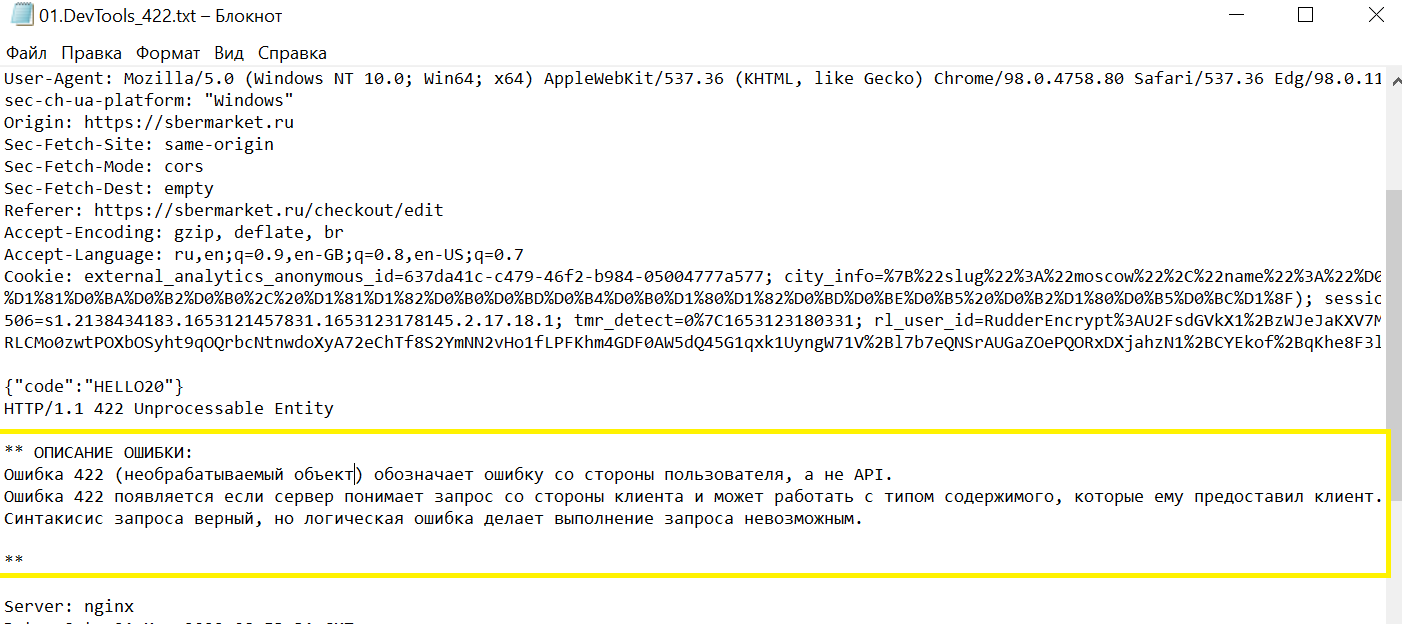 01.DevTools_422.txt – Блокнот
Файл Правка Формат Вид Справка
User-Agent: Mozilla/5.0 (Windows NT 10.0; Win64; x64) AppleWebKit/537.36 (KHTML, like Gecko) Chrome/98.0.4758.80 Safari/537.36 Edg/98.0.11
sec-ch-ua-platform: "Windows"
Origin: https://sbermarket.ru
Sec-Fetch-Site: same-origin
Sec-Fetch-Mode: cors
Sec-Fetch-Dest: empty
Referer: https://sbermarket.ru/checkout/edit
Accept-Encoding: gzip, deflate, br
Accept-Language: ru,en;q=0.9,en-GB;q=0.8,en-US;q=0.7
Cookie: external_analytics_anonymous_id=637da41c-c479-46f2-b984-05004777a577; city_info=%7B%22slug%22%3A%22moscow%22%2C%22name%22%3A%22%D0
%D1%81%D0%BA%D0%B2%D0%B0%2C%20%D1%81%D1%82%D0%B0%D0%BD%D0%B4%D0%B0%D1%80%D1%82%D0%BD%D0%BE%D0%B5%20%D0%B2%D1%80%D0%B5%D0%BC%D1%8F); sessio
506=s1.2138434183.1653121457831.1653123178145.2.17.18.1; tmr_detect=0%7C1653123180331; rl_user_id=RudderEncrypt%3AU2FsdGVkX1%2BzWJeJaKXV7M
RLCMo0zwtPOXbOSyht9qOQrbcNtnwdoXyA72eChTf8S2YmNN2vHo1fLPFKhm4GDF0AW5dQ45G1qxk1UyngW71V%2Bl7b7eQNSrAUGaZOePQORxDXjahzN1%2BCYEkof%2BqKhe8F3l
{"code":"HELLO20"}
HTTP/1.1 422 Unprocessable Entity
** ОПИСАНИЕ ОШИБКИ:
Ошибка 422 (необрабатываемый объект) обозначает ошибку со стороны пользователя, а не API.
Ошибка 422 появляется если сервер понимает запрос со стороны клиента и может работать с типом содержимого, которые ему предоставил клиент.
Синтакисис запроса верный, но логическая ошибка делает выполнение запроса невозможным.
**
Server: nginx